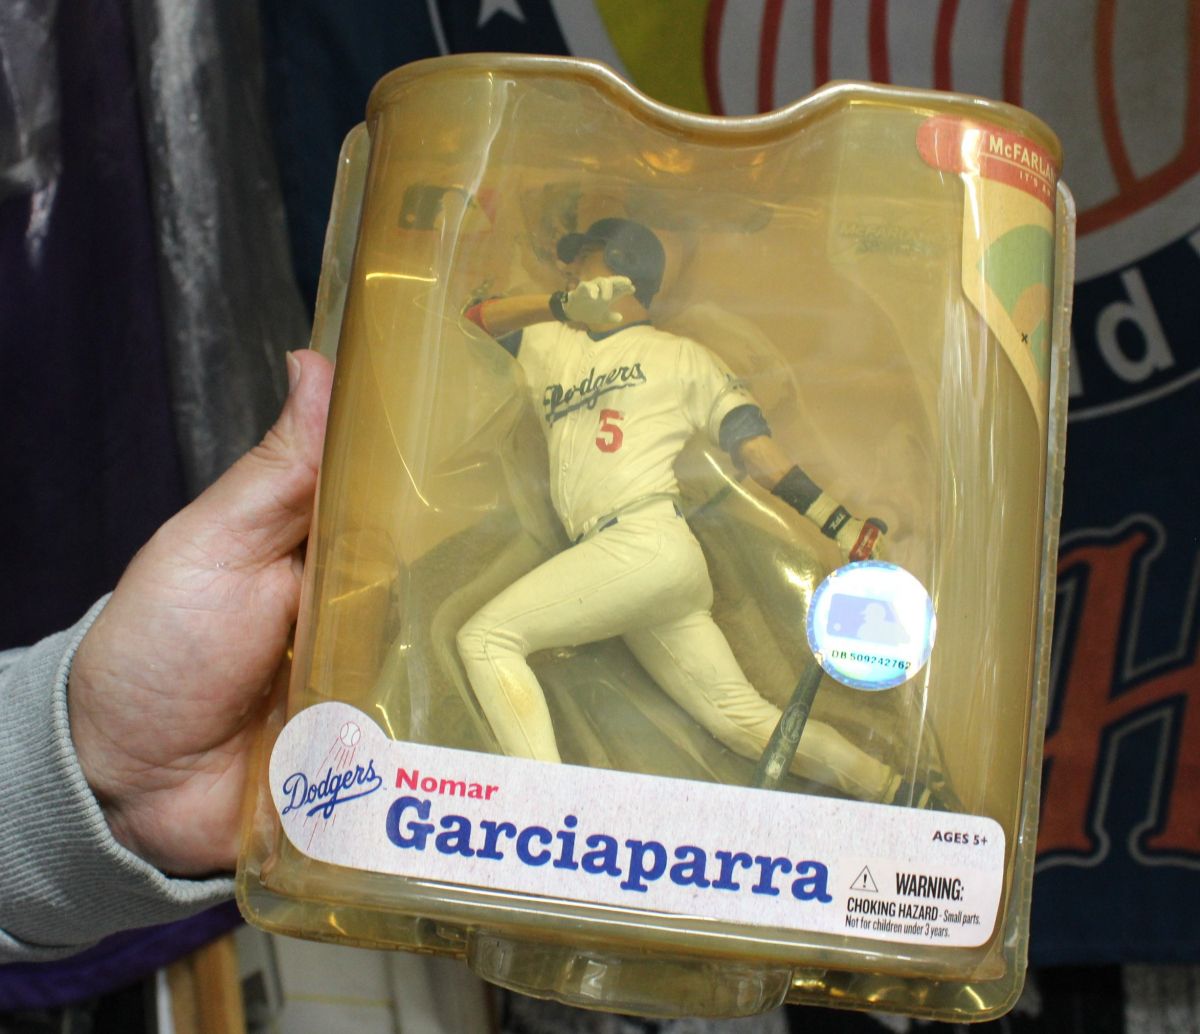 McFARLAN
IT'S A
Dodgers
5
DB 509242762
Dodgers
Nomar
Garciaparra
AGES 5+
WARNING:
CHOKING HAZARD - Small parts.
Not for children under 3 years.
d
H